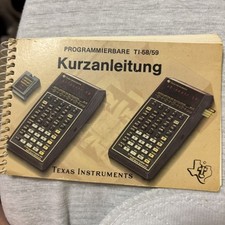 PROGRAMMIERBARE TI-58/59
Kurzanleitung
TEXAS INSTRUMENTS